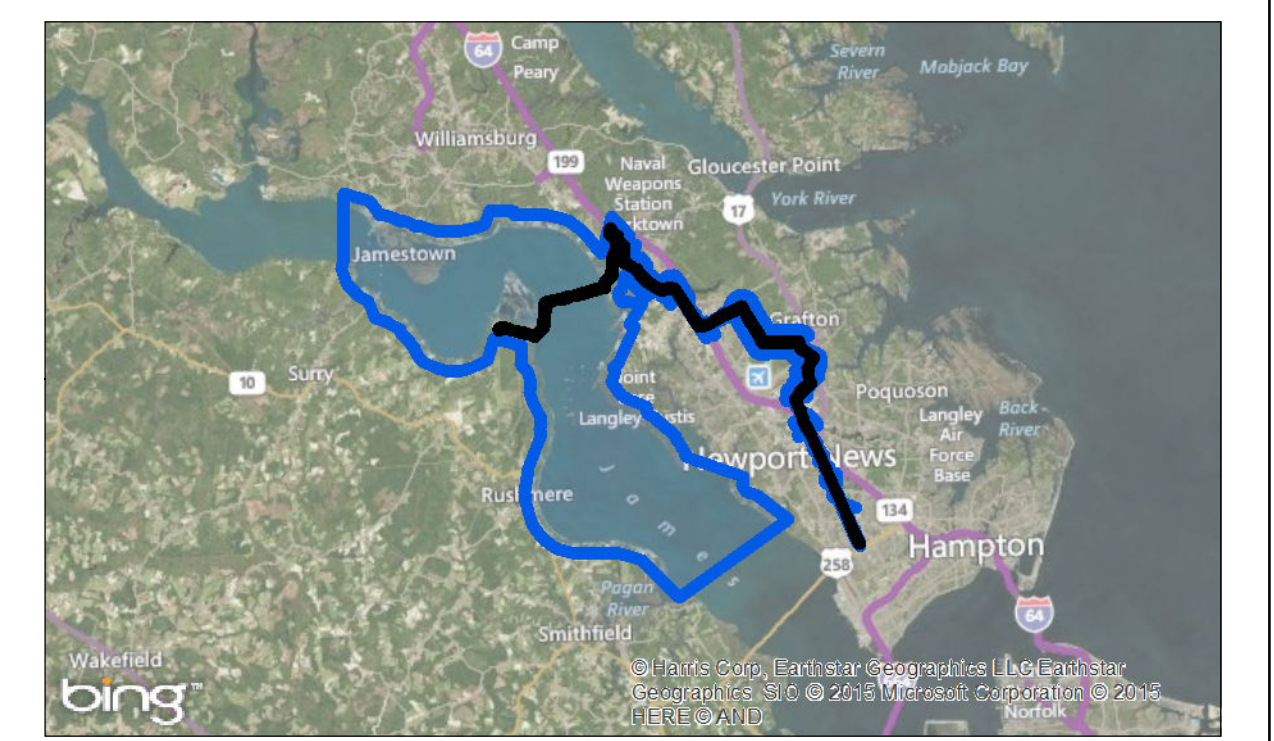 64
Camp
Peary
Severn
River
Mobjack Bay
Williamsburg
199
Naval
Weapons
Station
Gloucester Point
York River
17
Jamestown
Grafton
10
Surry
Poquoson
Langley
Air
Force
Base
Back
River
Langley
News
Rushmere
James
134
Hampton
258
Pagan
River
64
Smithfield
Wakefield
bing™
© Harris Corp, Earthstar Geographics LLC Earthstar
Geographics SIO © 2015 Microsoft Corporation © 2015
HERE © AND
Norfolk